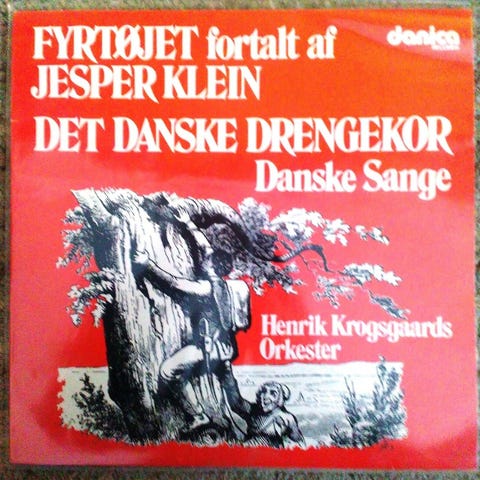 danica
FYRTØJET fortalt af
JESPER KLEIN
DET DANSKE DRENGEKOR
Danske Sange
Henrik Krogsgaards
Orkester